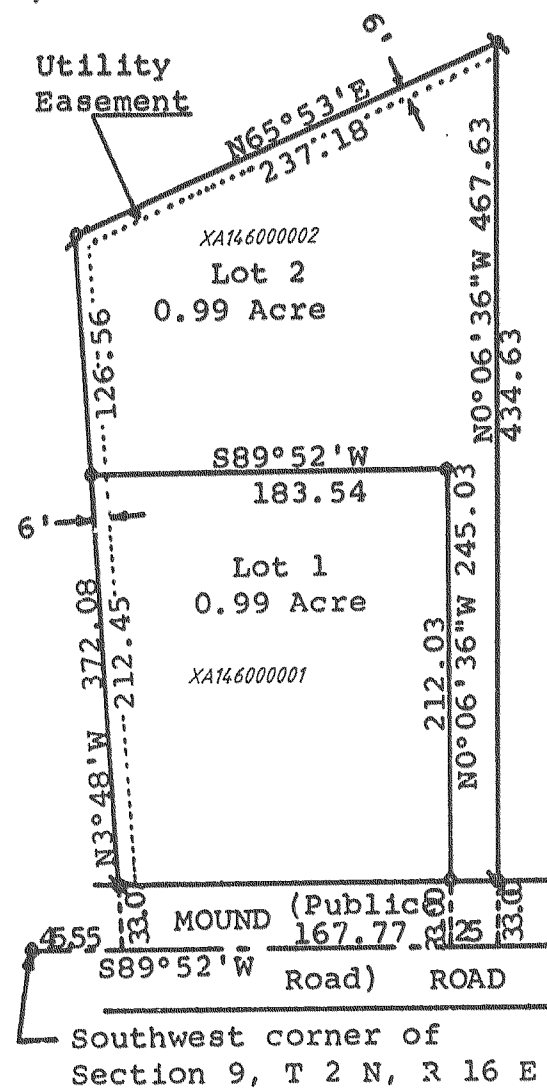 6'
Utility
Easement
N65°53'E
237.18
XA146000002
Lot 2
0.99 Acre
126.56
N0°06'36"W 467.63
434.63
S89°52'W
183.54
6'
Lot 1
0.99 Acre
XA146000001
N3°48'W 372.08
212.45
212.03
N0°06'36"W 245.03
MOUND (Public
45.55
33.0
167.77
33.0
25
33.0
S89°52'W
Road) ROAD
Southwest corner of
Section 9, T 2 N, R 16 E